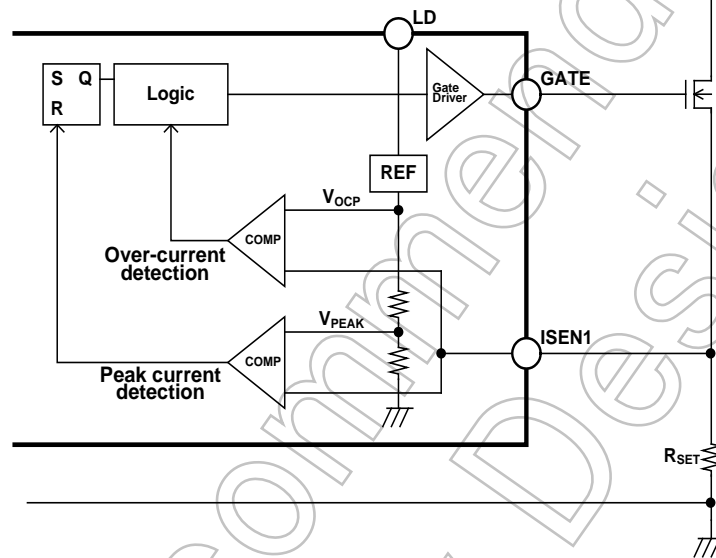 LD
S Q
R
Logic
Gate
Driver
GATE
REF
VOCP
COMP
Over-current
detection
VPEAK
ISEN1
COMP
Peak current
detection
RSET